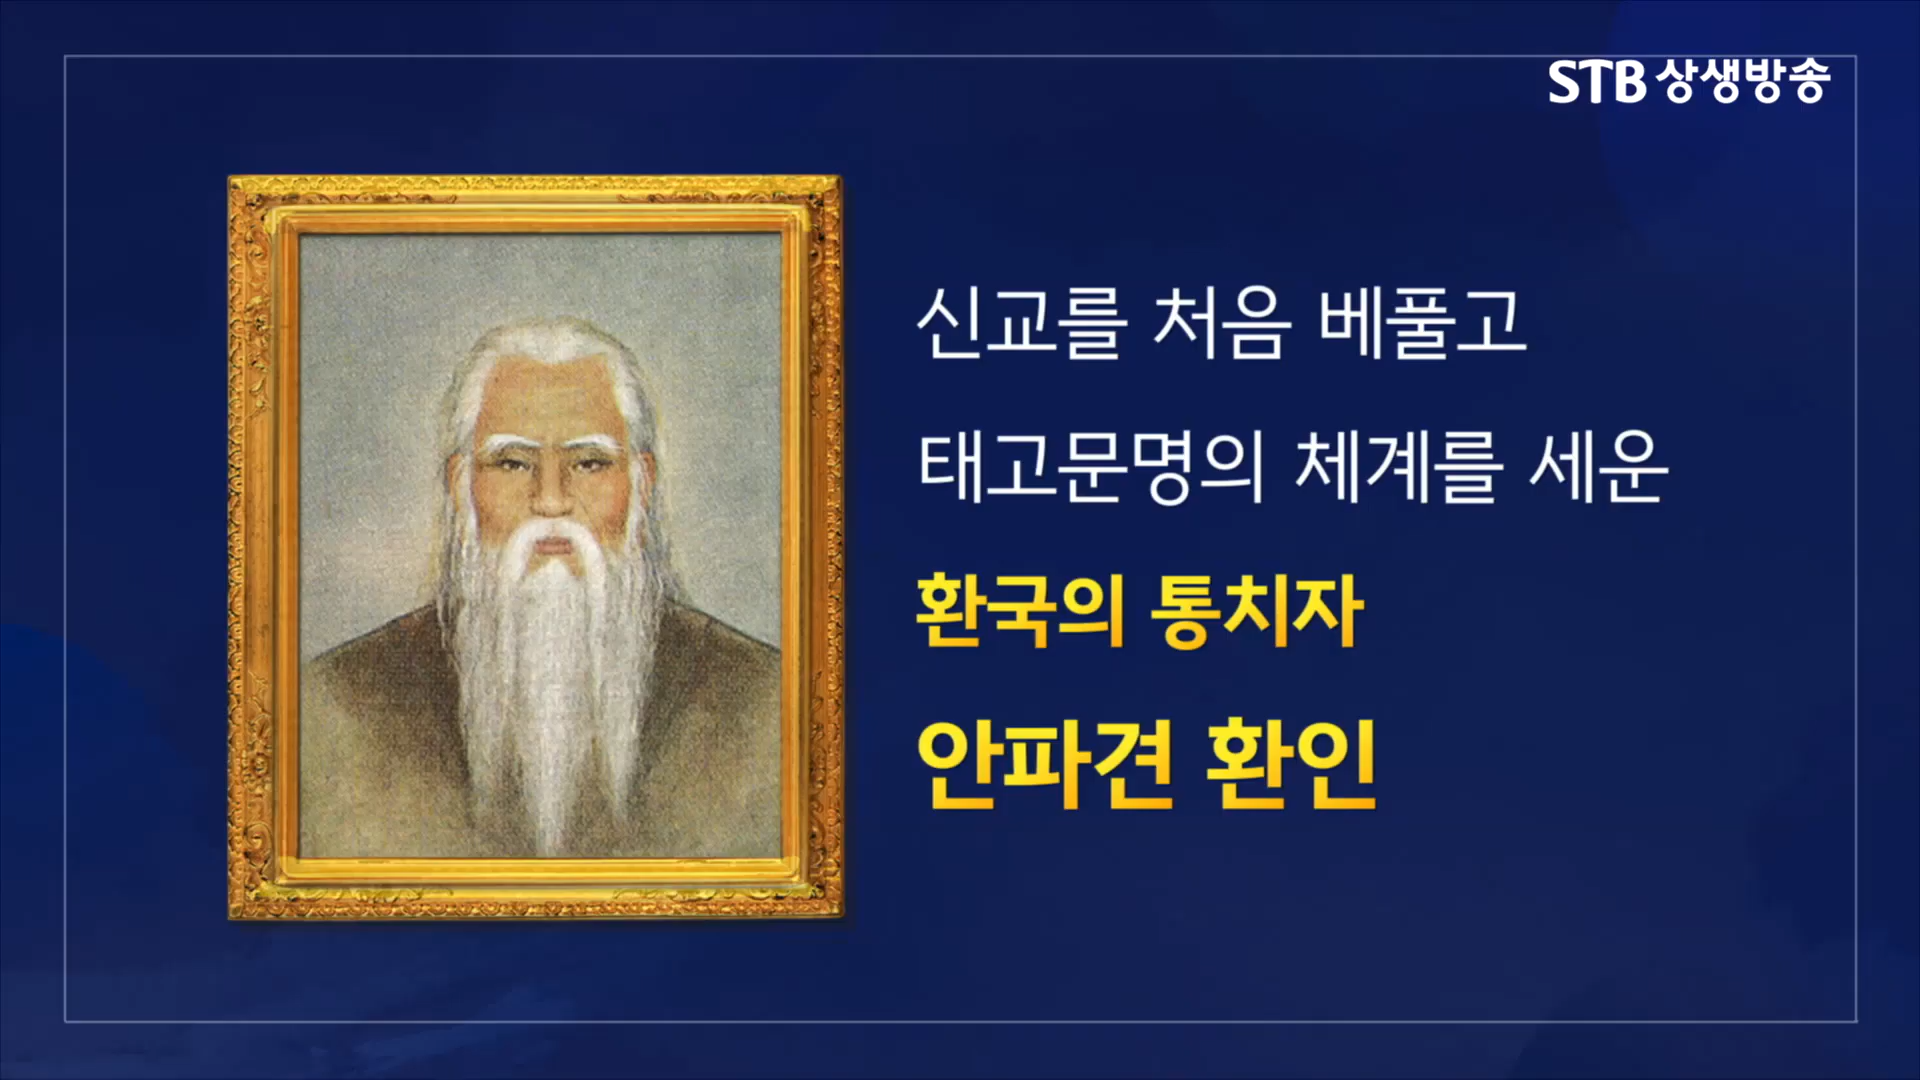 STB 상생방송
신교를 처음 베풀고
태고문명의 체계를 세운
환국의 통치자
안파견 환인